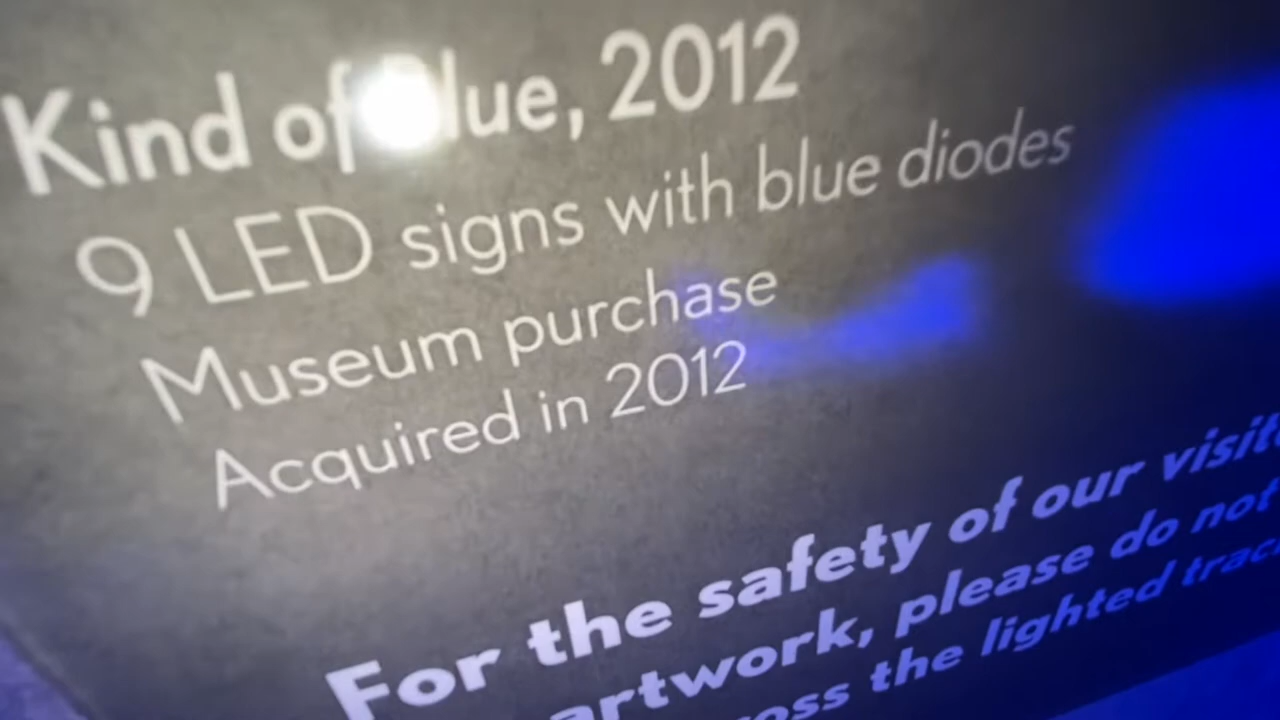 Kind of Blue, 2012
9 LED signs with blue diodes
Museum purchase
Acquired in 2012
For the safety of our
artwork, please do not
the lighted